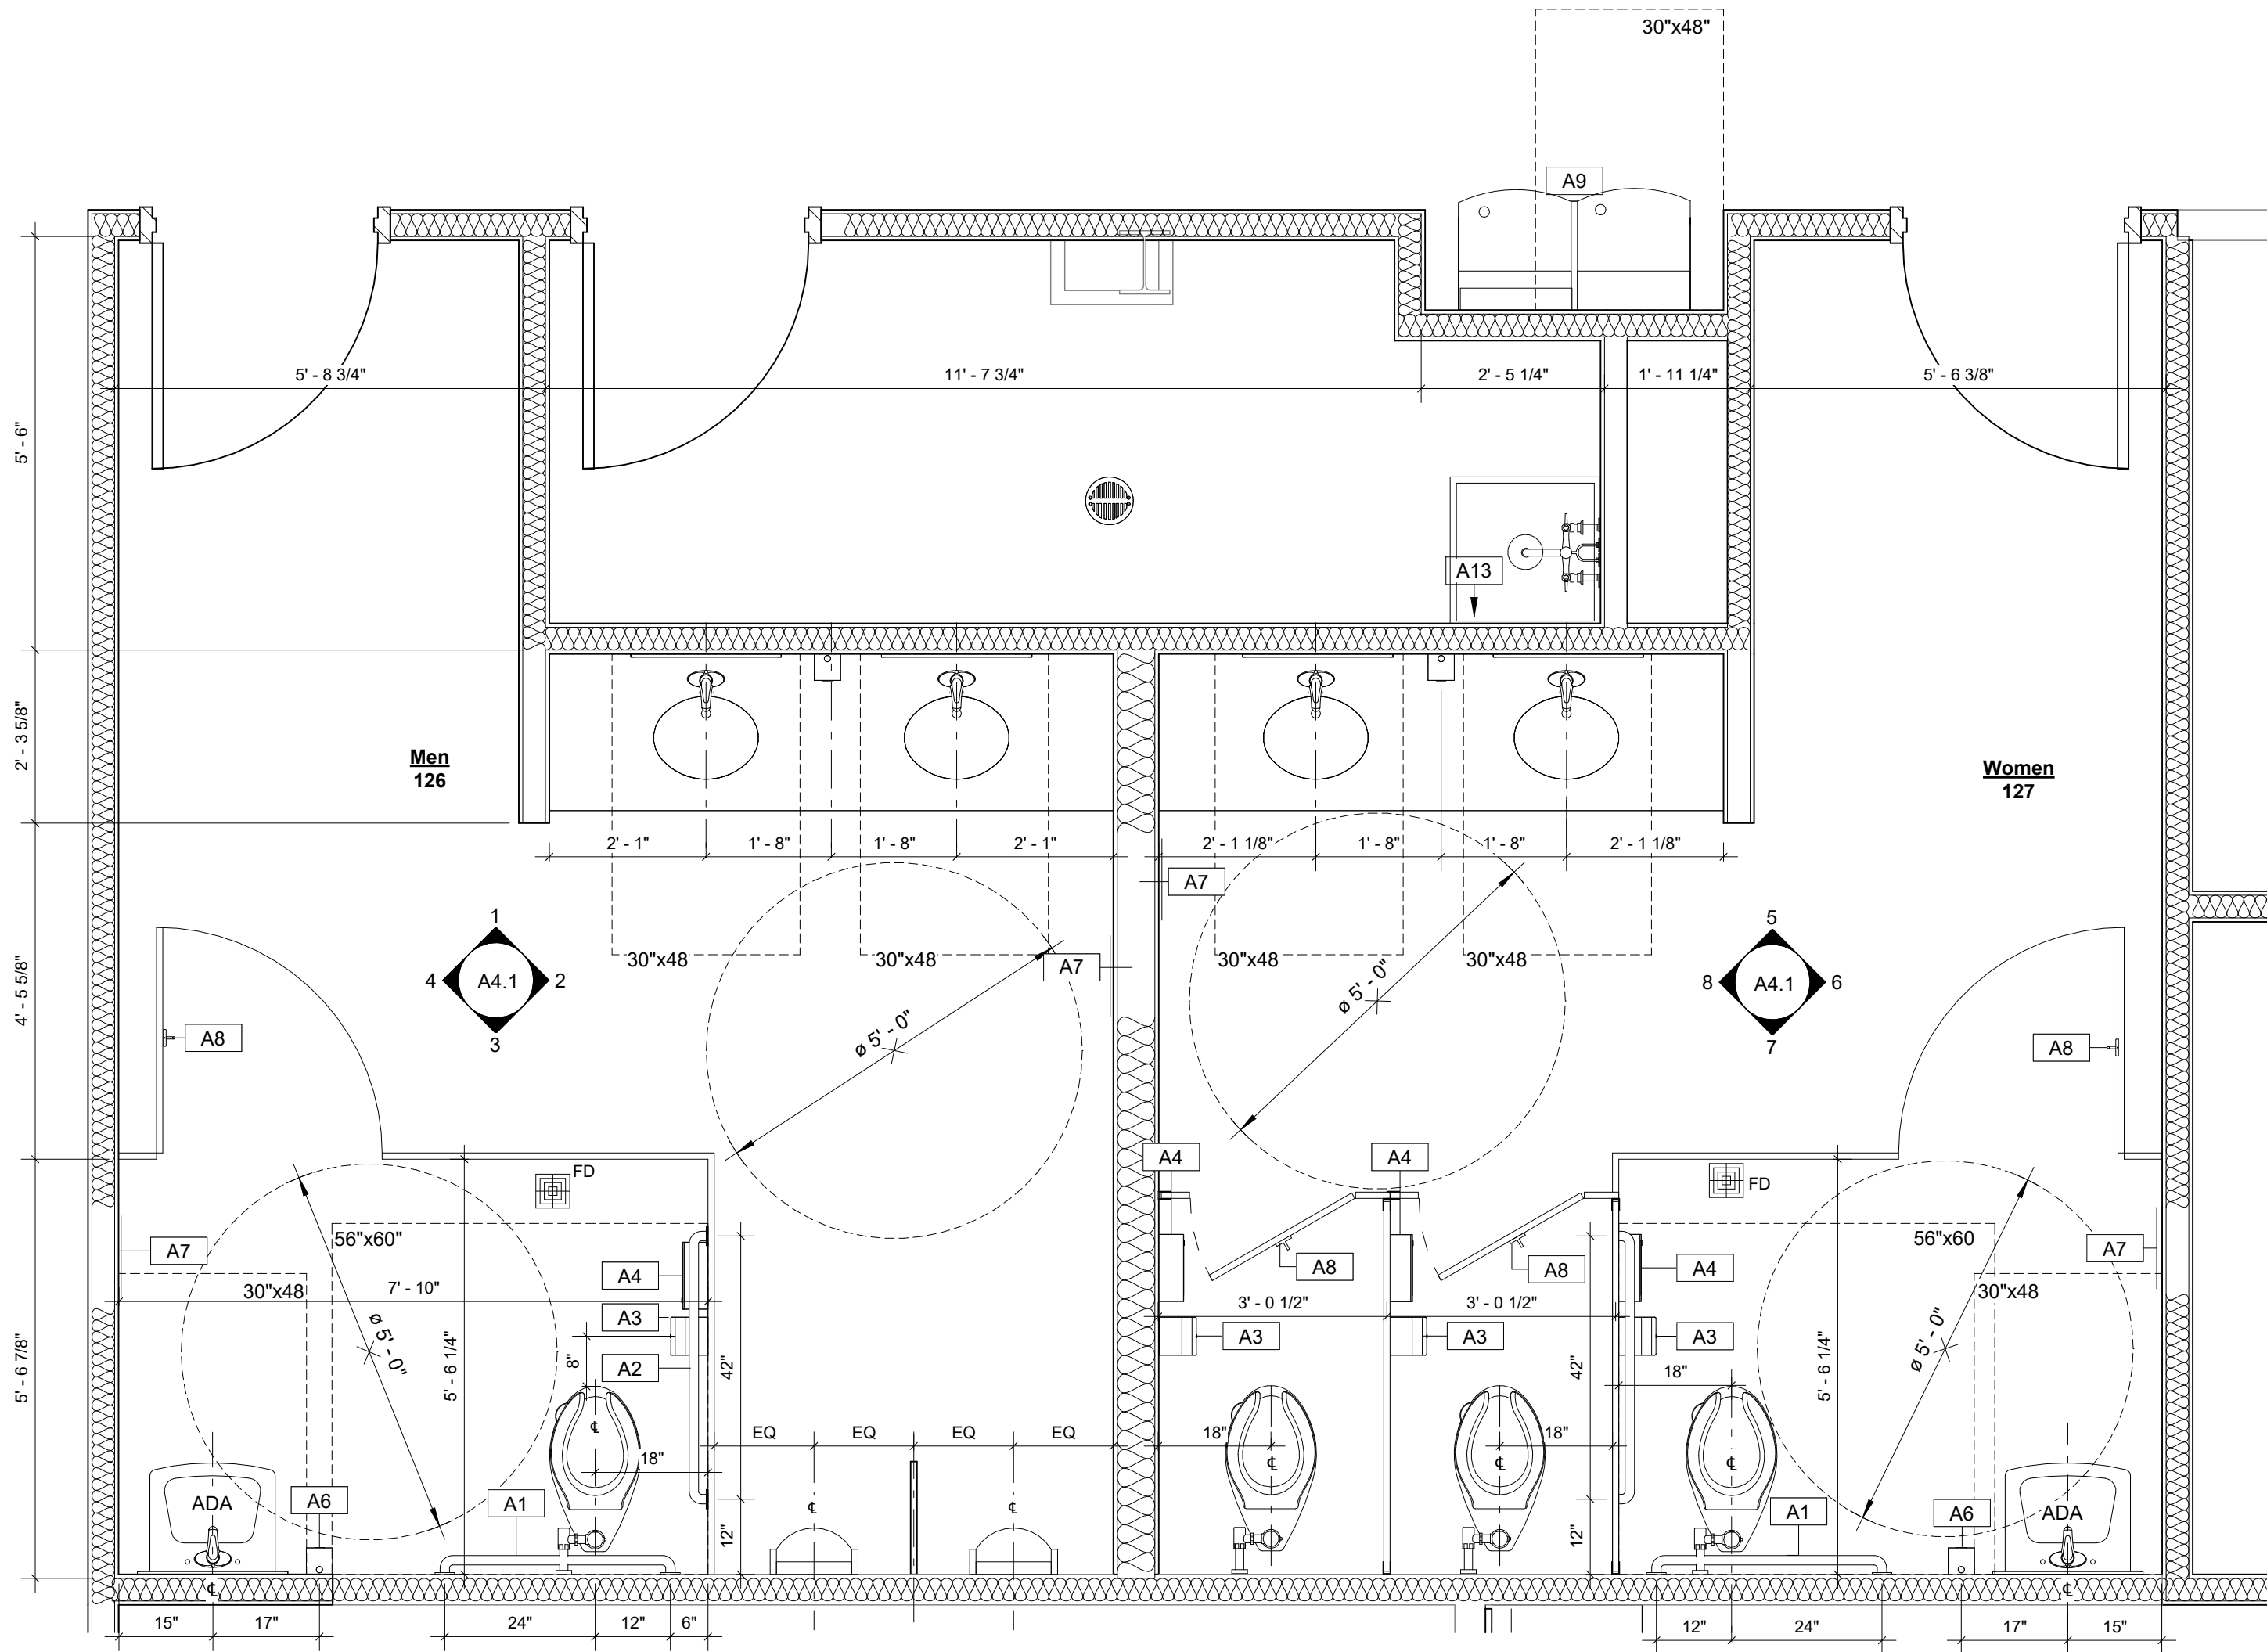 30"x48"
A9
5' - 8 3/4"
11' - 7 3/4"
2' - 5 1/4"
1' - 11 1/4"
5' - 6 3/8"
5' - 6"
A13
2' - 3 5/8"
Men
126
Women
127
2' - 1"
1' - 8"
1' - 8"
2' - 1"
2' - 1 1/8"
1' - 8"
1' - 8"
2' - 1 1/8"
A7
1
4
A4.1
2
3
30"x48
30"x48
A7
30"x48
30"x48
5
8
A4.1
6
7
ø 5' - 0"
ø 5' - 0"
4' - 5 5/8"
A8
A8
A4
A4
FD
FD
A7
56"x60"
A4
A8
A8
A4
56"x60
A7
30"x48
7' - 10"
30"x48
3' - 0 1/2"
3' - 0 1/2"
A3
A3
A3
A3
ø 5' - 0"
8"
A2
42"
42"
18"
ø 5' - 0"
5' - 6 7/8"
5' - 6 1/4"
5' - 6 1/4"
℄
18"
EQ
EQ
EQ
EQ
18"
℄
18"
℄
℄
ADA
A6
A1
℄
℄
A1
A6
ADA
12"
12"
℄
℄
15"
17"
24"
12"
6"
12"
24"
17"
15"